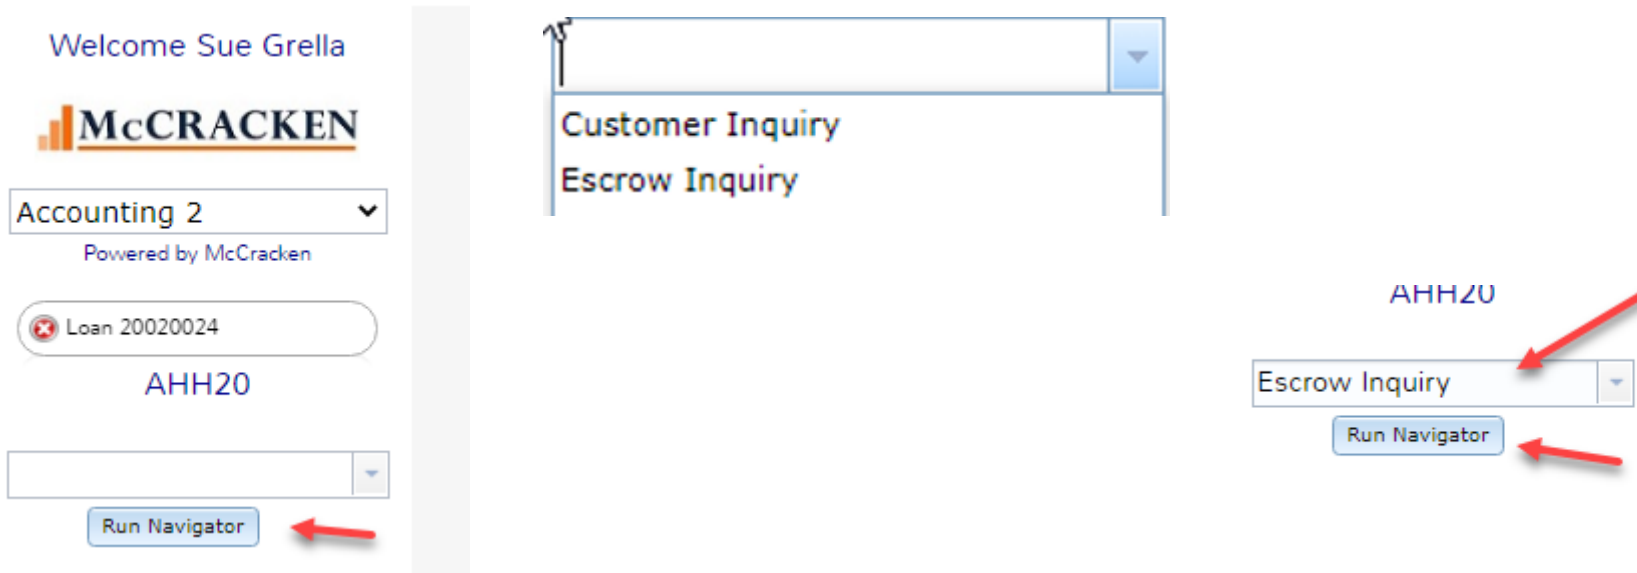 Welcome Sue Grella
McCRACKEN
Accounting 2
Powered by McCracken
Loan 20020024
AHH20
Run Navigator
Customer Inquiry
Escrow Inquiry
AHH20
Escrow Inquiry
Run Navigator